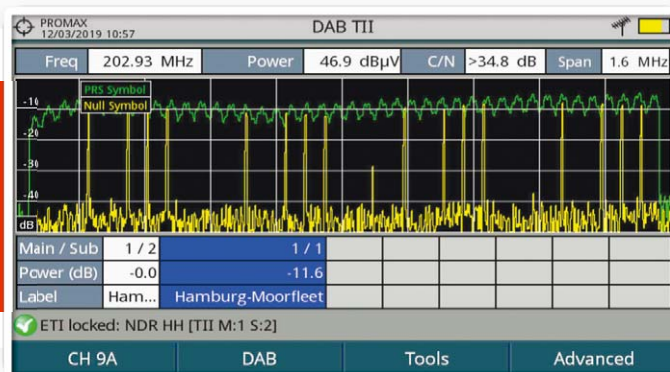 PROMAX
12/03/2019 10:57
DAB TII
Freq 202.93 MHz Power 46.9 dBµV C/N >34.8 dB Span 1.6 MHz
PRS Symbol
Null Symbol
-10
-20
-30
-40
dB
Main / Sub 1 / 2 1 / 1
Power (dB) -0.0 -11.6
Label Ham... Hamburg-Moorfleet
ETI locked: NDR HH [TII M:1 S:2]
CH 9A DAB Tools Advanced